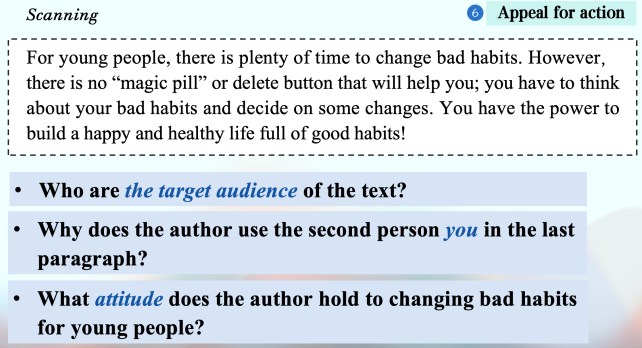 Scanning
6 Appeal for action
For young people, there is plenty of time to change bad habits. However,
there is no “magic pill” or delete button that will help you; you have to think
about your bad habits and decide on some changes. You have the power to
build a happy and healthy life full of good habits!
• Who are the target audience of the text?
• Why does the author use the second person you in the last
paragraph?
• What attitude does the author hold to changing bad habits
for young people?